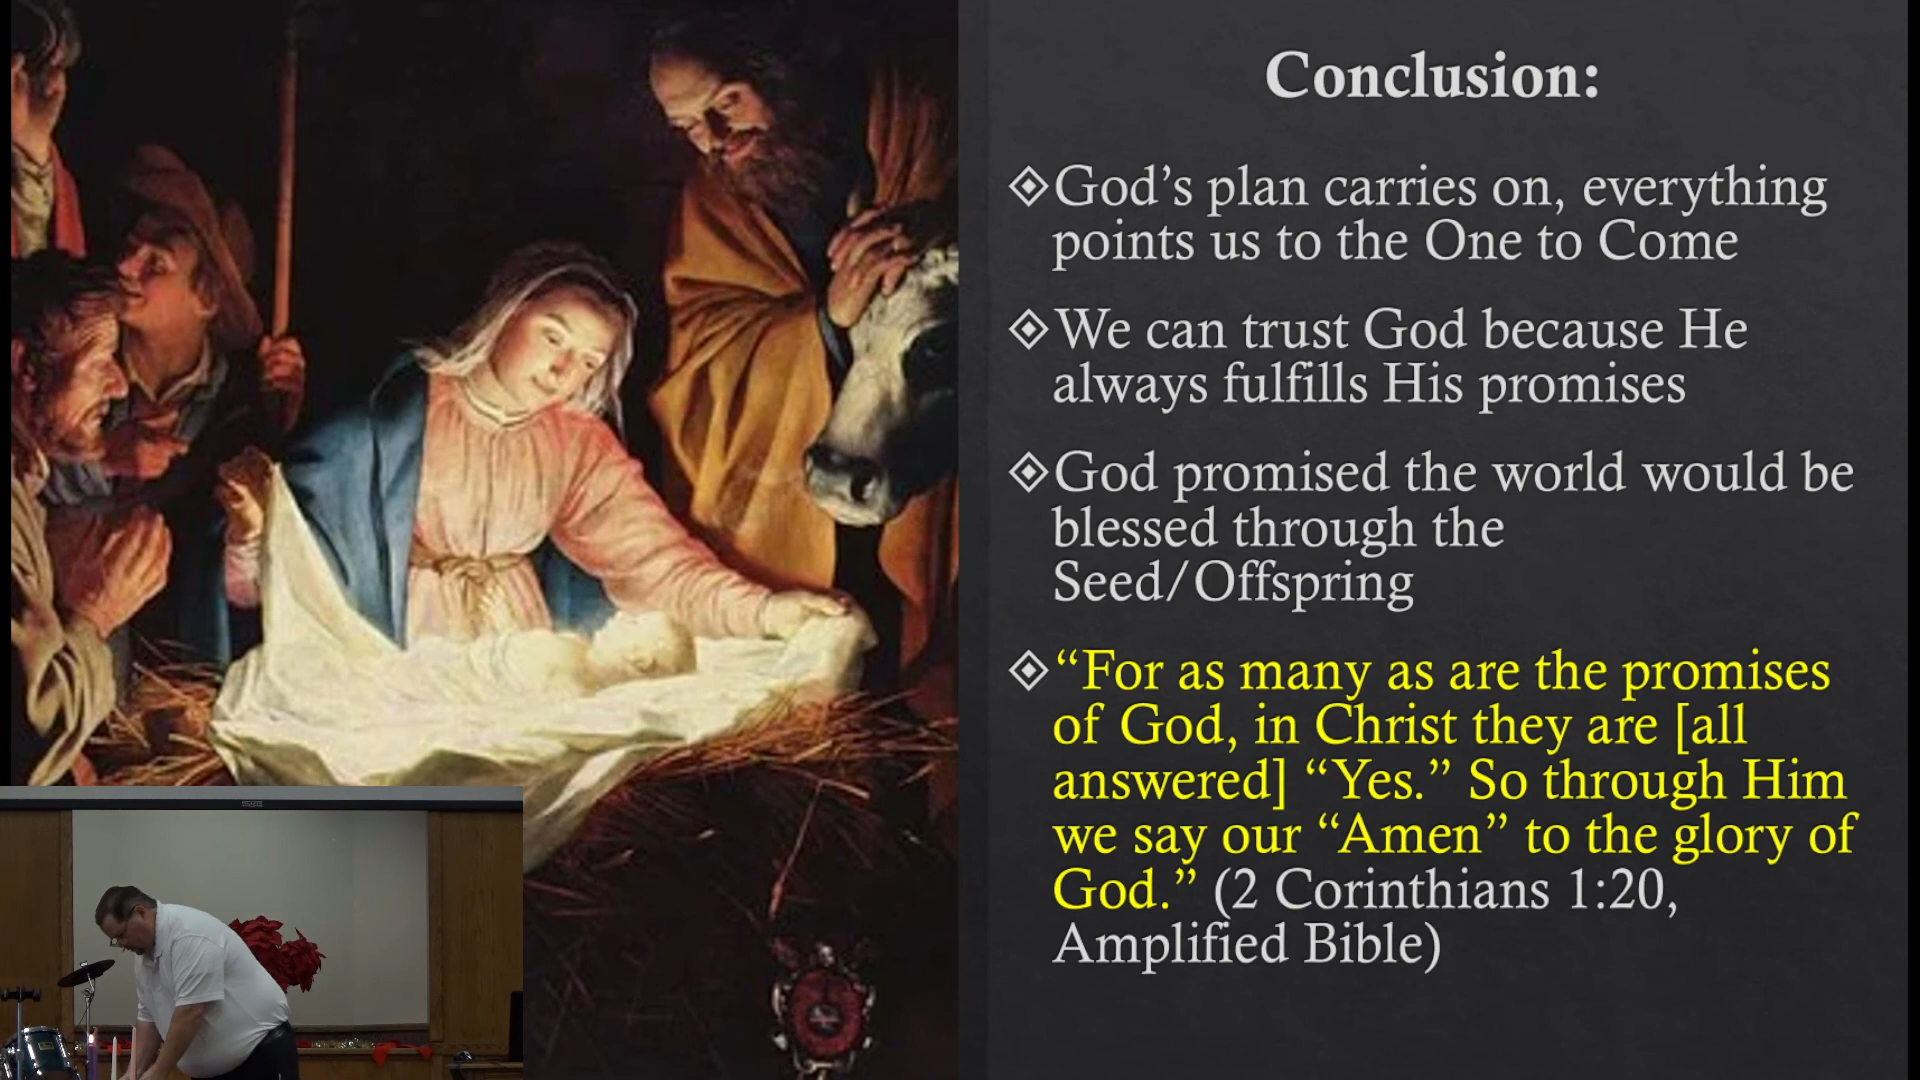 Conclusion:
God’s plan carries on, everything
points us to the One to Come
We can trust God because He
always fulfills His promises
God promised the world would be
blessed through the
Seed/Offspring
“For as many as are the promises
of God, in Christ they are [all
answered] “Yes.” So through Him
we say our “Amen” to the glory of
God.” (2 Corinthians 1:20,
Amplified Bible)